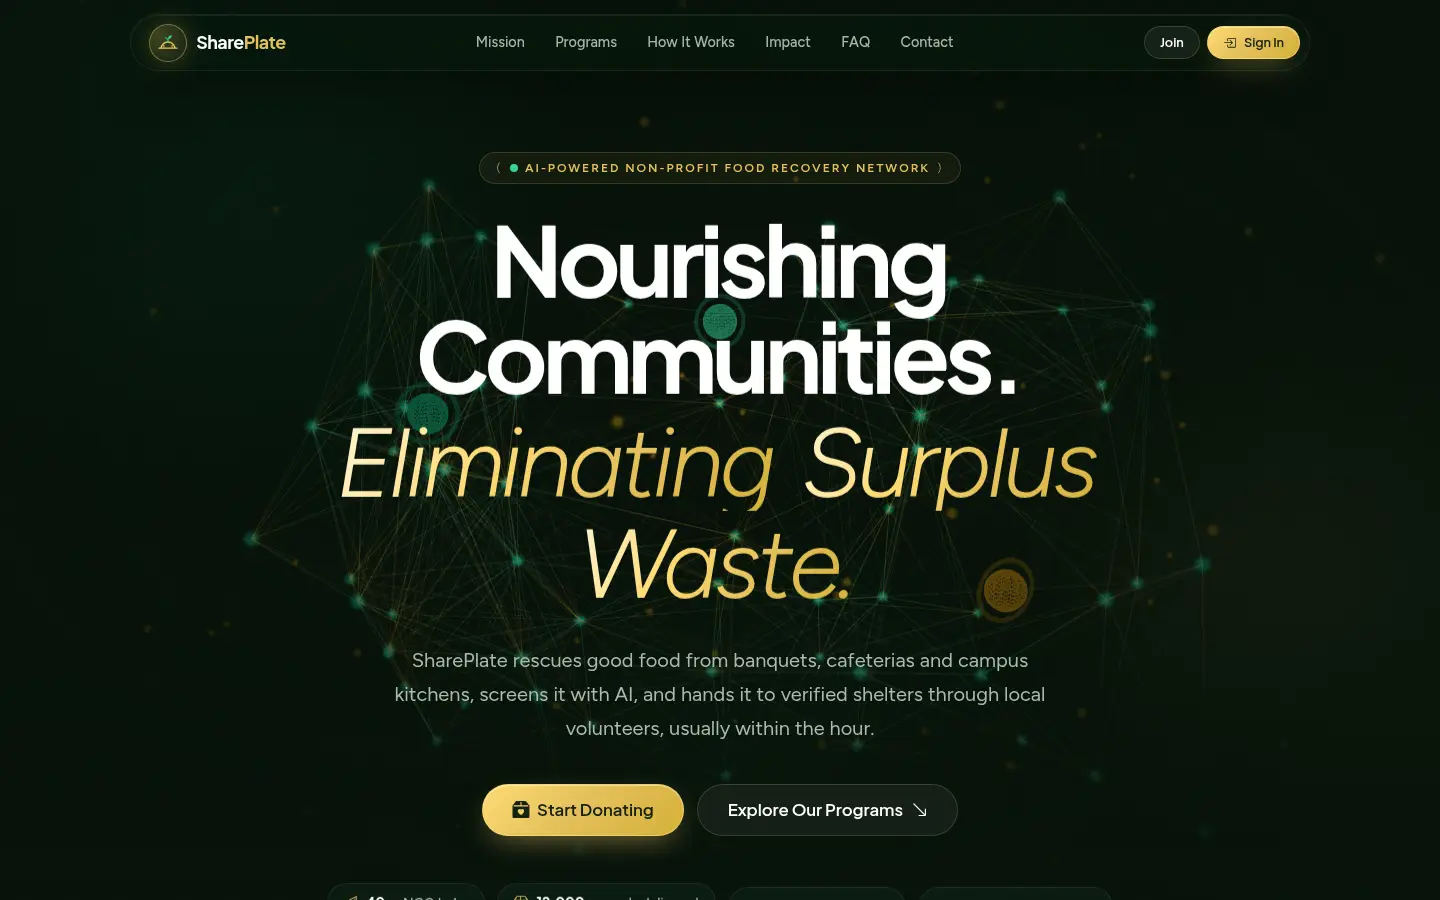 SharePlate
Mission
Programs
How It Works
Impact
FAQ
Contact
Join
Sign In
( AI-POWERED NON-PROFIT FOOD RECOVERY NETWORK )
Nourishing
Communities.
Eliminating Surplus
Waste.
SharePlate rescues good food from banquets, cafeterias and campus
kitchens, screens it with AI, and hands it to verified shelters through local
volunteers, usually within the hour.
Start Donating
Explore Our Programs